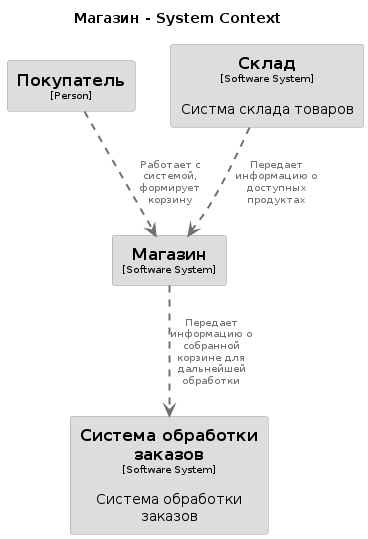 Магазин - System Context
Покупатель
[Person]
Склад
[Software System]
Систма склада товаров
Работает с
системой,
формирует
корзину
Передает
информацию о
доступных
продуктах
Магазин
[Software System]
Передает
информацию о
собранной
корзине для
дальнейшей
обработки
Система обработки
заказов
[Software System]
Система обработки
заказов